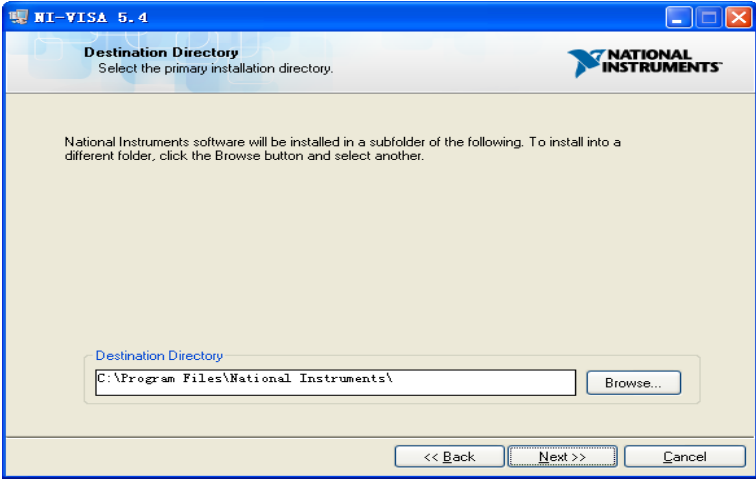 NI-VISA 5.4
Destination Directory
Select the primary installation directory.
NATIONAL
INSTRUMENTS™
National Instruments software will be installed in a subfolder of the following. To install into a
different folder, click the Browse button and select another.
Destination Directory
C:\Program Files\National Instruments\
Browse...
<< Back
Next >>
Cancel